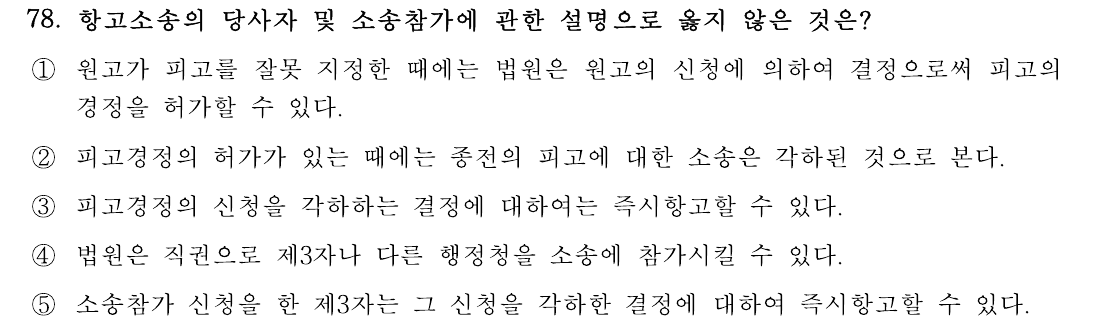 78. 항고소송의 당사자 및 소송참가에 관한 설명으로 옳지 않은 것은?
① 원고가 피고를 잘못 지정한 때에는 법원은 원고의 신청에 의하여 결정으로써 피고의
경정을 허가할 수 있다.
② 피고경정의 허가가 있는 때에는 종전의 피고에 대한 소송은 각하된 것으로 본다.
③ 피고경정의 신청을 각하하는 결정에 대하여는 즉시항고할 수 있다.
④ 법원은 직권으로 제3자나 다른 행정청을 소송에 참가시킬 수 있다.
⑤ 소송참가 신청을 한 제3자는 그 신청을 각하한 결정에 대하여 즉시항고할 수 있다.